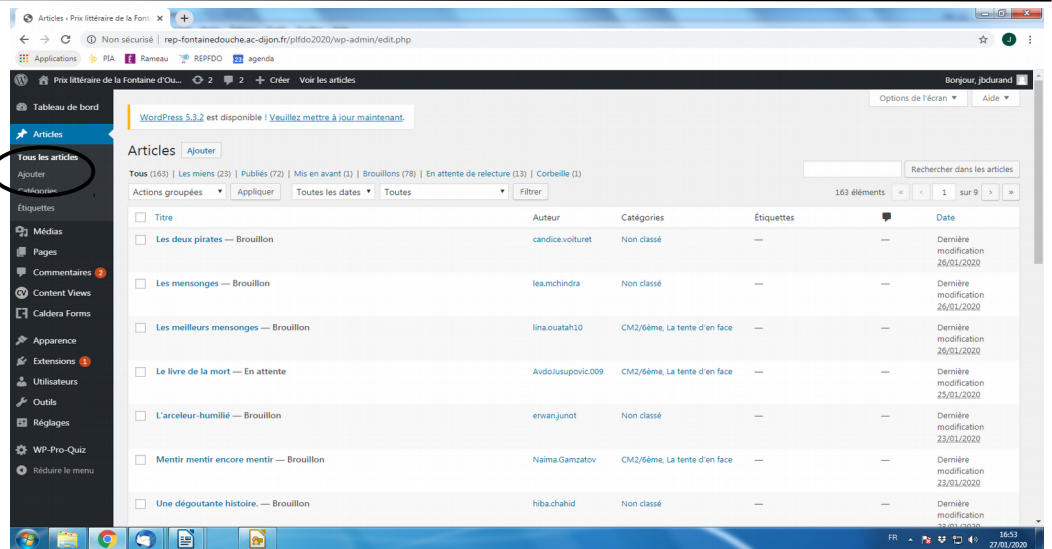 Articles ‹ Prix littéraire de la Font
Non sécurisé | rep-fontainedouche.ac-dijon.fr/plfdo2020/wp-admin/edit.php
J
Applications PIA Rameau REPFDO 23 agenda
Prix littéraire de la Fontaine d'Ou... 2 2 + Créer Voir les articles Bonjour, jbdurand
Options de l'écran ▼ Aide ▼
Tableau de bord
Articles
Tous les articles
Ajouter
Catégories
Étiquettes
Médias
Pages
Commentaires 2
Content Views
Caldera Forms
Apparence
Extensions 1
Utilisateurs
Outils
Réglages
WP-Pro-Quiz
Réduire le menu
WordPress 5.3.2 est disponible ! Veuillez mettre à jour maintenant.
Articles Ajouter
Tous (163) | Les miens (23) | Publiés (72) | Mis en avant (1) | Brouillons (78) | En attente de relecture (13) | Corbeille (1)
Rechercher dans les articles
Actions groupées ▼ Appliquer Toutes les dates ▼ Toutes ▼ Filtrer 163 éléments « ‹ 1 sur 9 › »
Titre Auteur Catégories Étiquettes Date
Les deux pirates — Brouillon candice.voituret Non classé — — Dernière
modification
26/01/2020
Les mensonges — Brouillon lea.mchindra Non classé — — Dernière
modification
26/01/2020
Les meilleurs mensonges — Brouillon lina.ouatah10 CM2/6ème, La tente d'en face — — Dernière
modification
26/01/2020
Le livre de la mort — En attente AvdoJusupovic.009 CM2/6ème, La tente d'en face — — Dernière
modification
25/01/2020
L'arceleur-humilié — Brouillon erwan.junot Non classé — — Dernière
modification
23/01/2020
Mentir mentir encore mentir — Brouillon Naima.Gamzatov CM2/6ème, La tente d'en face — — Dernière
modification
23/01/2020
Une dégoutante histoire. — Brouillon hiba.chahid Non classé — — Dernière
modification
23/01/2020
FR 16:53
27/01/2020